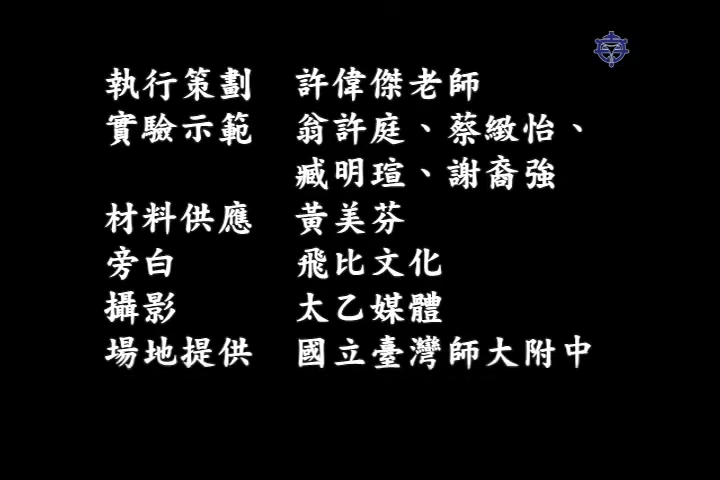 執行策劃 許偉傑老師
實驗示範 翁許庭、蔡緻怡、
臧明瑄、謝裔強
材料供應 黃美芬
旁白 飛比文化
攝影 太乙媒體
場地提供 國立臺灣師大附中